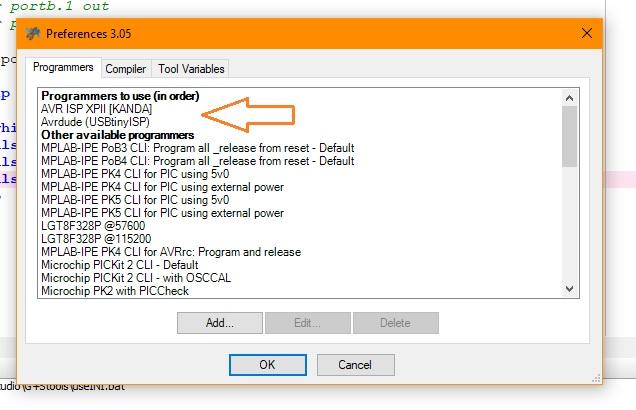 portb.1 out
Preferences 3.05
Programmers
Compiler
Tool Variables
Programmers to use (in order)
AVR ISP XPII [KANDA]
Avrdude (USBtinyISP)
Other available programmers
MPLAB-IPE PoB3 CLI: Program all _release from reset - Default
MPLAB-IPE PoB4 CLI: Program all _release from reset - Default
MPLAB-IPE PK4 CLI for PIC using 5v0
MPLAB-IPE PK4 CLI for PIC using external power
MPLAB-IPE PK5 CLI for PIC using 5v0
MPLAB-IPE PK5 CLI for PIC using external power
LGT8F328P @57600
LGT8F328P @115200
MPLAB-IPE PK4 CLI for AVRrc: Program and release
Microchip PICKit 2 CLI - Default
Microchip PICKit 2 CLI - with OSCCAL
Microchip PK2 with PICCheck
Add...
Edit...
Delete
OK
Cancel